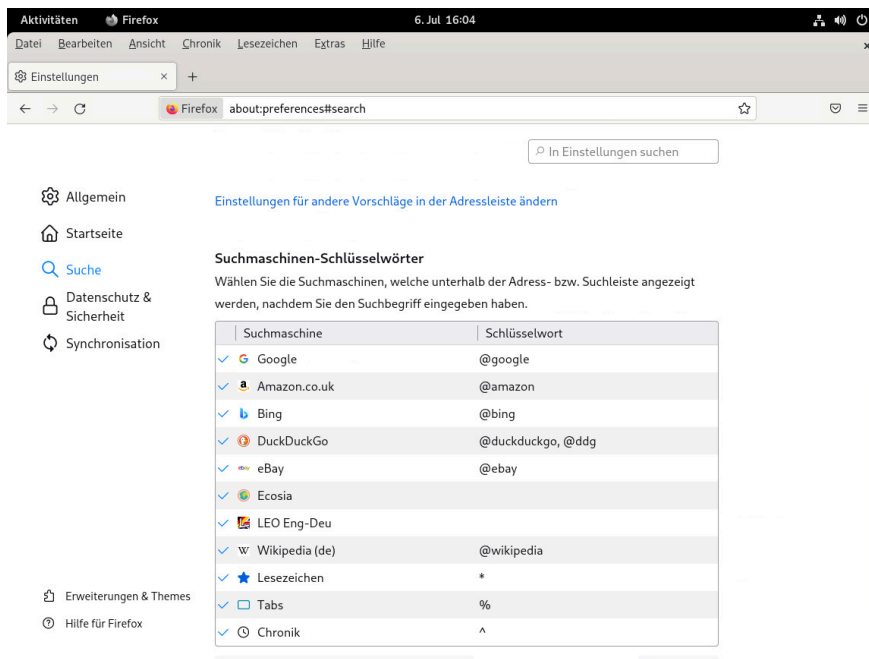 Aktivitäten Firefox 6. Jul 16:04
Datei Bearbeiten Ansicht Chronik Lesezeichen Extras Hilfe
Einstellungen
Firefox about:preferences#search
In Einstellungen suchen
Allgemein
Startseite
Suche
Datenschutz &
Sicherheit
Synchronisation
Erweiterungen & Themes
Hilfe für Firefox
Einstellungen für andere Vorschläge in der Adressleiste ändern
Suchmaschinen-Schlüsselwörter
Wählen Sie die Suchmaschinen, welche unterhalb der Adress- bzw. Suchleiste angezeigt
werden, nachdem Sie den Suchbegriff eingegeben haben.
Suchmaschine Schlüsselwort
Google @google
Amazon.co.uk @amazon
Bing @bing
DuckDuckGo @duckduckgo, @ddg
eBay @ebay
Ecosia
LEO Eng-Deu
Wikipedia (de) @wikipedia
Lesezeichen *
Tabs %
Chronik ^